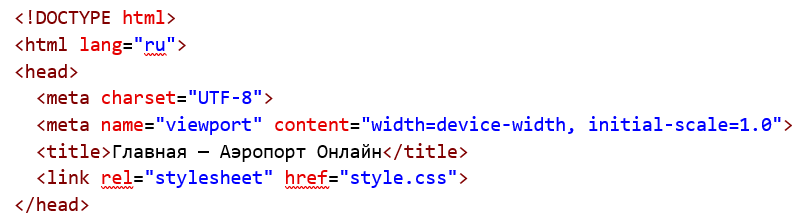 <!DOCTYPE html>
<html lang="ru">
<head>
  <meta charset="UTF-8">
  <meta name="viewport" content="width=device-width, initial-scale=1.0">
  <title>Главная — Аэропорт Онлайн</title>
  <link rel="stylesheet" href="style.css">
</head>